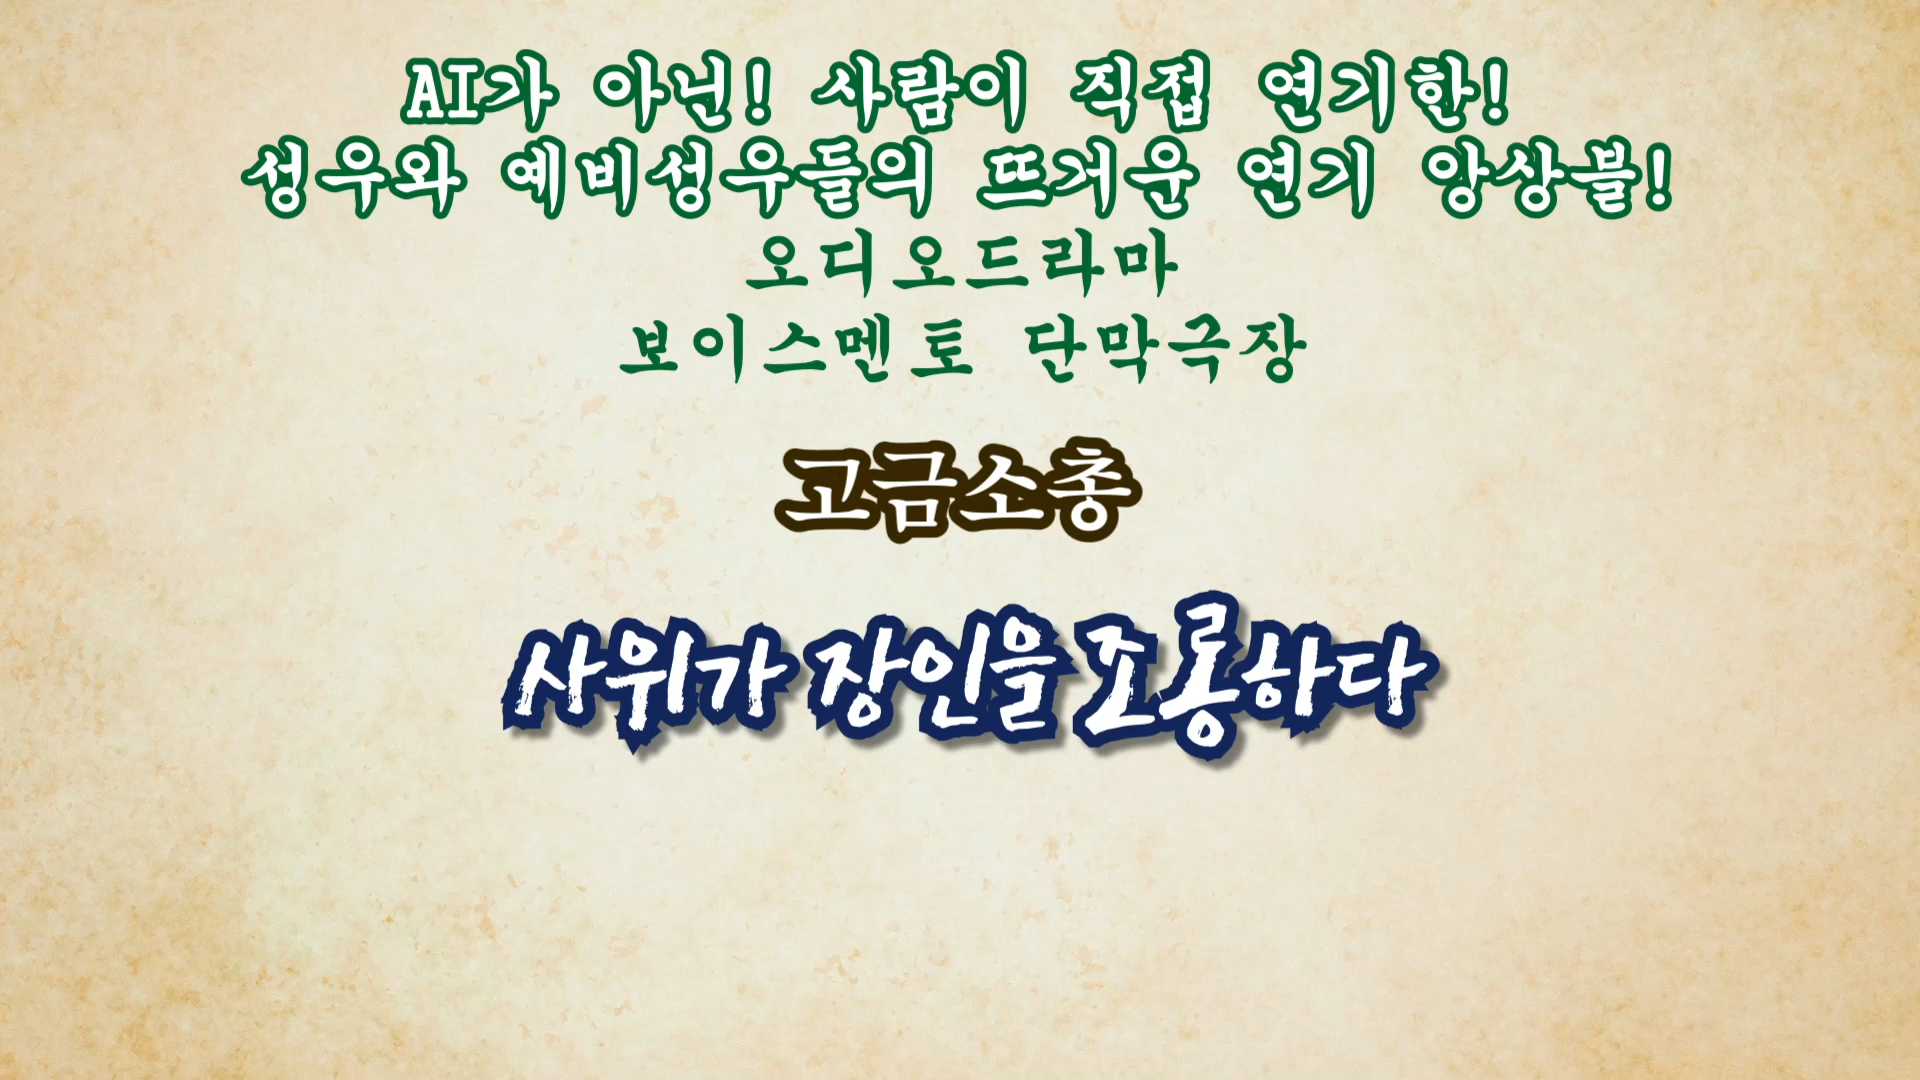 AI가 아닌! 사람이 직접 연기한!
성우와 예비성우들의 뜨거운 연기 앙상블!
오디오드라마
보이스멘토 단막극장
고금소총
사위가 장인을 조롱하다